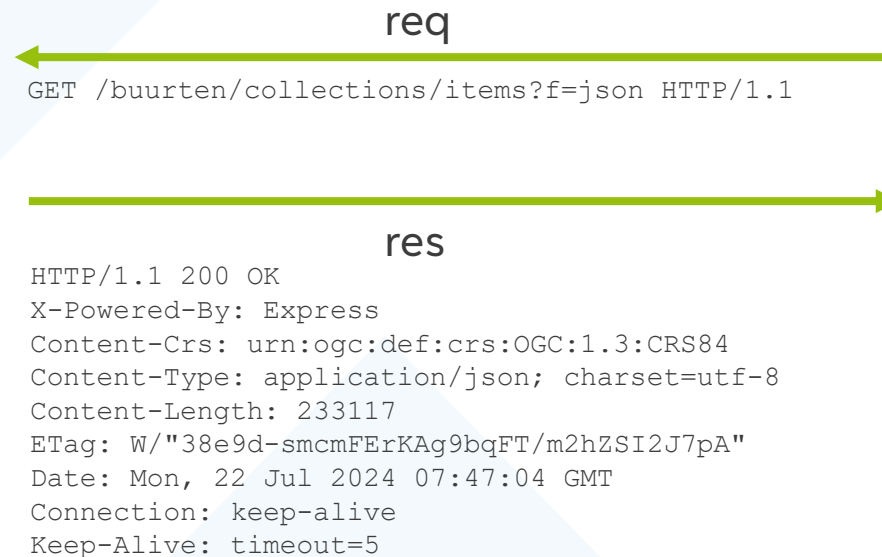 req
GET /buurten/collections/items?f=json HTTP/1.1
res
HTTP/1.1 200 OK
X-Powered-By: Express
Content-Crs: urn:ogc:def:crs:OGC:1.3:CRS84
Content-Type: application/json; charset=utf-8
Content-Length: 233117
ETag: W/"38e9d-smcmFErKAg9bqFT/m2hZSI2J7pA"
Date: Mon, 22 Jul 2024 07:47:04 GMT
Connection: keep-alive
Keep-Alive: timeout=5